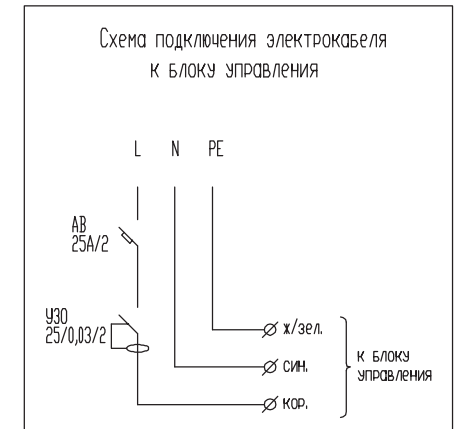 Схема подключения электрокабеля
к блоку управления
L N PE
АВ
25А/2
УЗО
25/0,03/2
ж/зел.
син.
кор.
к блоку
управления